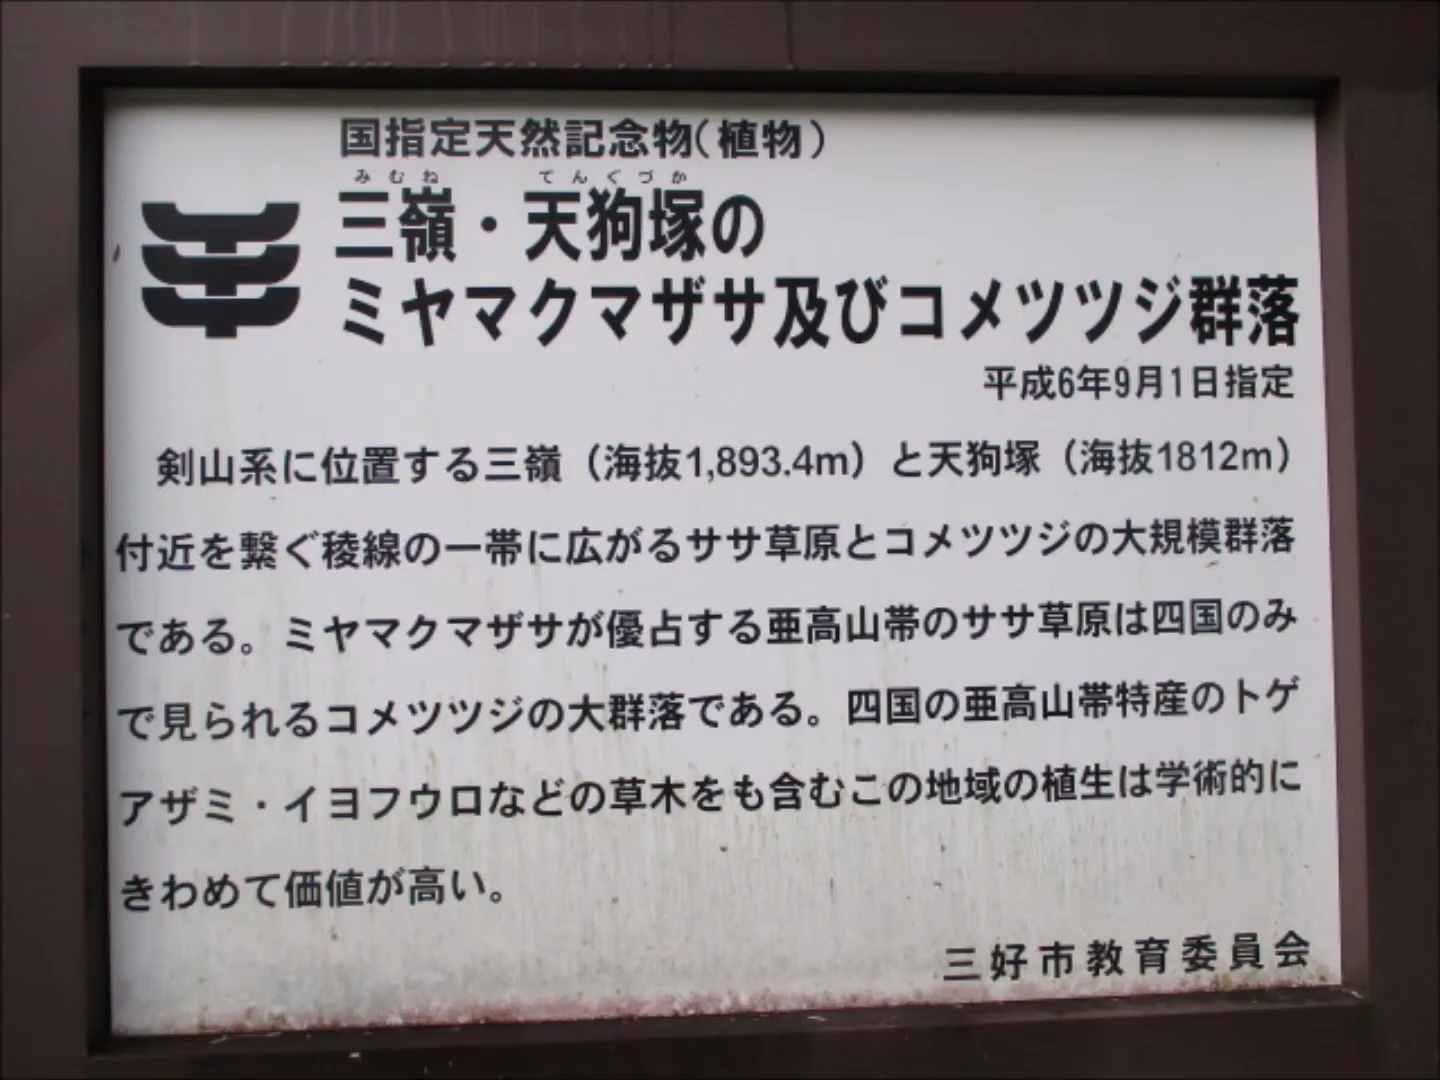 国指定天然記念物(植物)
みむね てんぐづか
三嶺・天狗塚の
ミヤマクマザサ及びコメツツジ群落
平成6年9月1日指定
剣山系に位置する三嶺（海抜1,893.4m）と天狗塚（海抜1812m）
付近を繋ぐ稜線の一帯に広がるササ草原とコメツツジの大規模群落
である。ミヤマクマザサが優占する亜高山帯のササ草原は四国のみ
で見られるコメツツジの大群落である。四国の亜高山帯特産のトゲ
アザミ・イヨフウロなどの草木をも含むこの地域の植生は学術的に
きわめて価値が高い。
三好市教育委員会